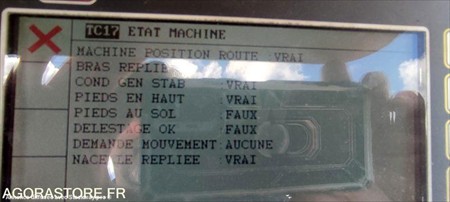 TC17 ETAT MACHINE
MACHINE POSITION ROUTE :VRAI
BRAS REPLIE
COND GEN STAB :VRAI
PIEDS EN HAUT :VRAI
PIEDS AU SOL :FAUX
DELESTAGE OK :FAUX
DEMANDE MOUVEMENT:AUCUNE
NACELLE REPLIEE :VRAI
AGORASTORE.FR